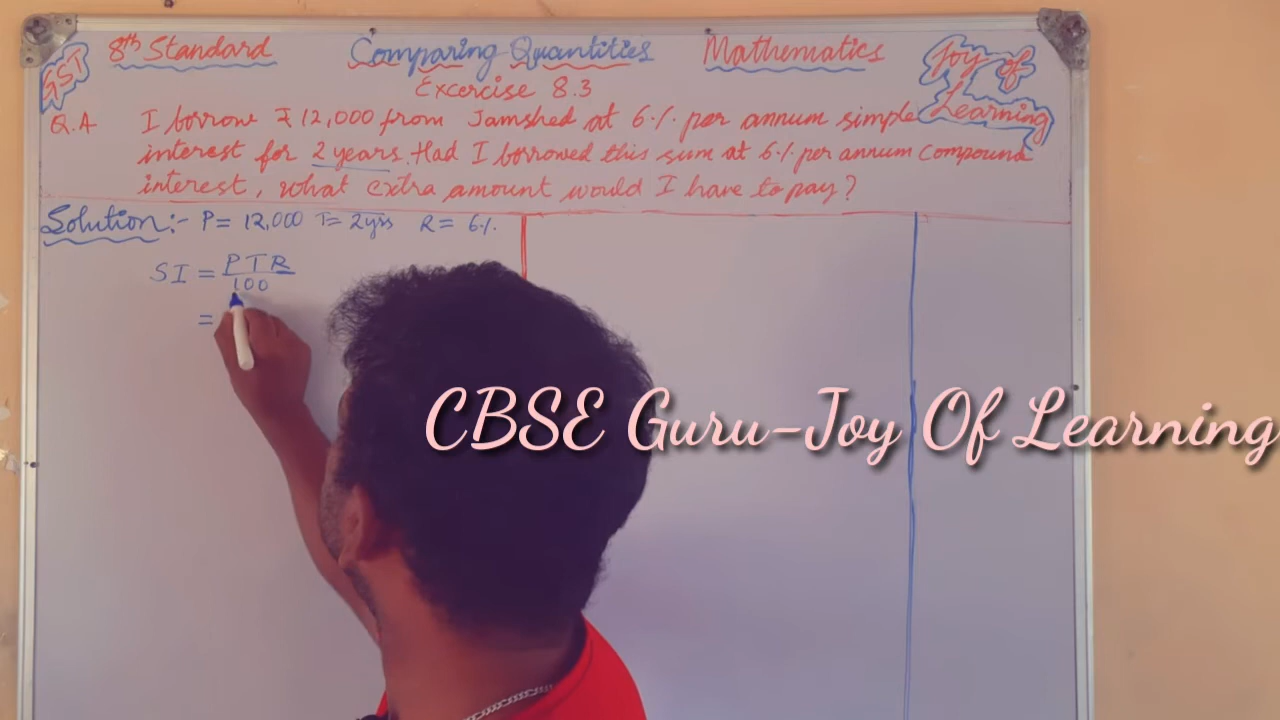 GST 8th Standard Comparing Quantities Mathematics Joy of Learning
Excercise 8.3
Q.A I borrow ₹12,000 from Jamshed at 6% per annum simple
interest for 2 years. Had I borrowed this sum at 6% per annum compound
interest, what extra amount would I have to pay?
Solution:- P= 12,000 T= 2yrs R= 6%.
SI = PTR
100
=
CBSE Guru-Joy Of Learning